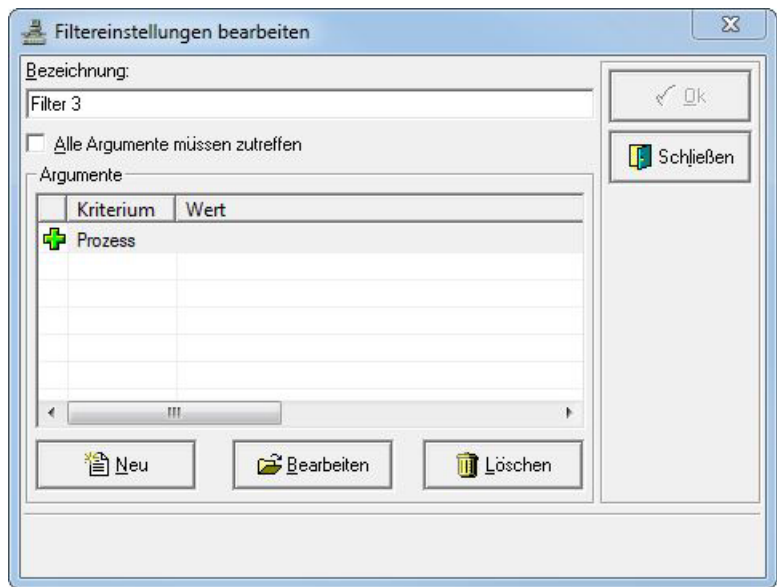 Filtereinstellungen bearbeiten
Bezeichnung:
Filter 3
Ok
Alle Argumente müssen zutreffen
Schließen
Argumente
Kriterium Wert
Prozess
Neu Bearbeiten Löschen